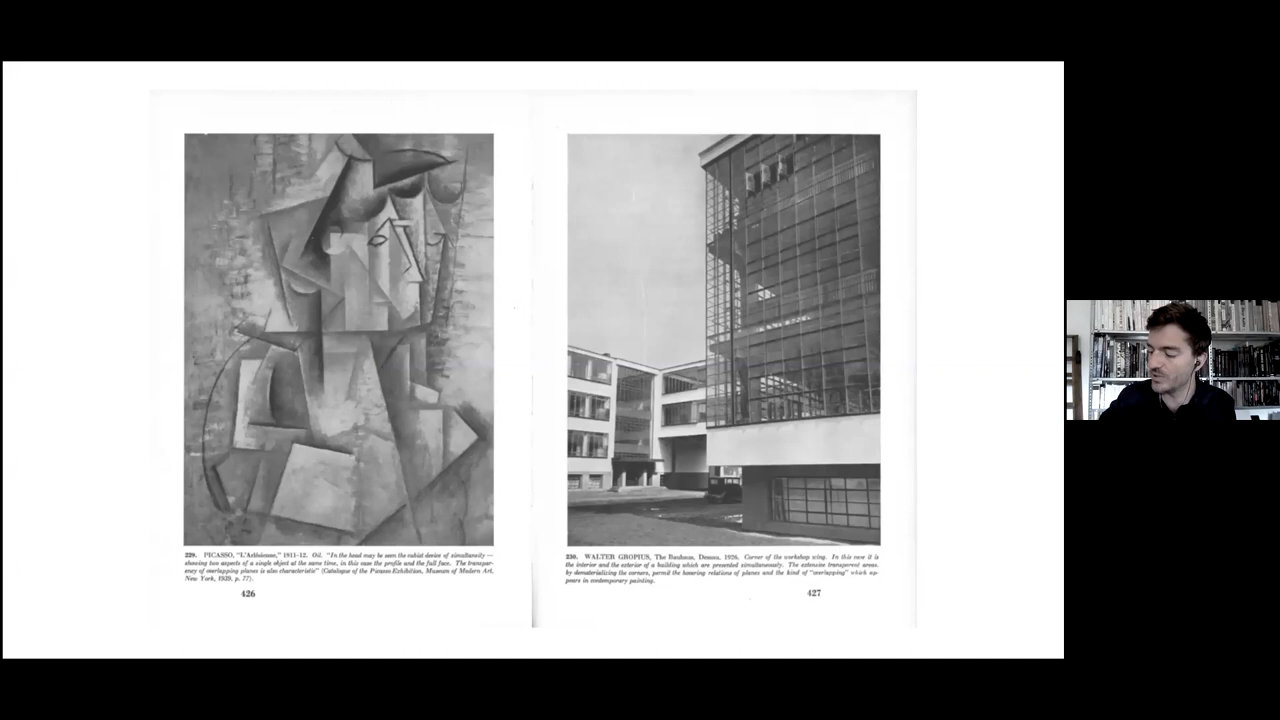 229. PICASSO, "L'Arlésienne," 1911-12. Oil. "In the head may be seen the cubist device of simultaneity —
showing two aspects of a single object at the same time, in this case the profile and the full face. The transpar-
ency of overlapping planes is also characteristic" (Catalogue of the Picasso Exhibition, Museum of Modern Art,
New York, 1939, p. 77).
426
230. WALTER GROPIUS, The Bauhaus, Dessau, 1926. Corner of the workshop wing. In this case it is
the interior and the exterior of a building which are presented simultaneously. The extensive transparent areas,
by dematerializing the corners, permit the hovering relations of planes and the kind of "overlapping" which ap-
pears in contemporary painting.
427